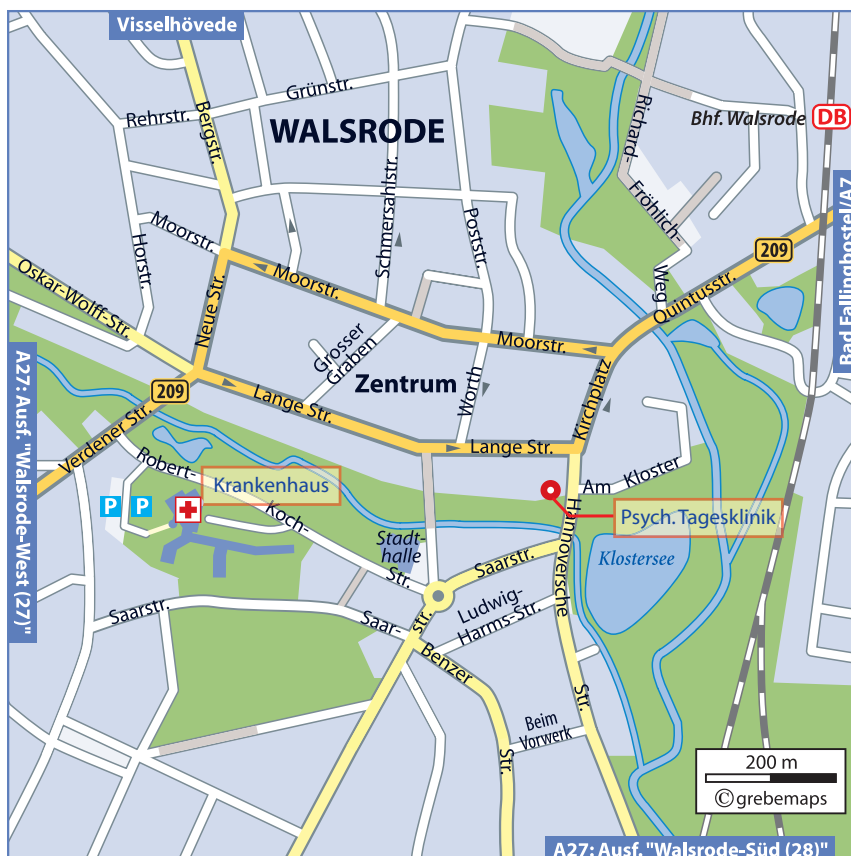 Visselhövede
Grünstr.
Rehrstr.
Bergstr.
WALSRODE
Richard-
Fröhlich-
Weg
Bhf. Walsrode DB
Bad Fallingbostel/A7
Schmersahlstr.
Poststr.
Moorstr.
Horstr.
209
Quintusstr.
Oskar-Wolff-Str.
Neue Str.
Moorstr.
Moorstr.
Grosser
Graben
Zentrum
Worth
Kirchplatz
A27: Ausf. "Walsrode-West (27)"
209
Lange Str.
Lange Str.
Verdener Str.
Robert-
Koch-
Str.
Krankenhaus
P P
Am Kloster
Psych. Tagesklinik
Hannoversche
Str.
Stadt-
halle
Klostersee
Saarstr.
Saarstr.
Saar-
str.
Ludwig-
Harms-Str.
Benzer
Str.
Beim
Vorwerk
200 m
© grebemaps
A27: Ausf. "Walsrode-Süd (28)"